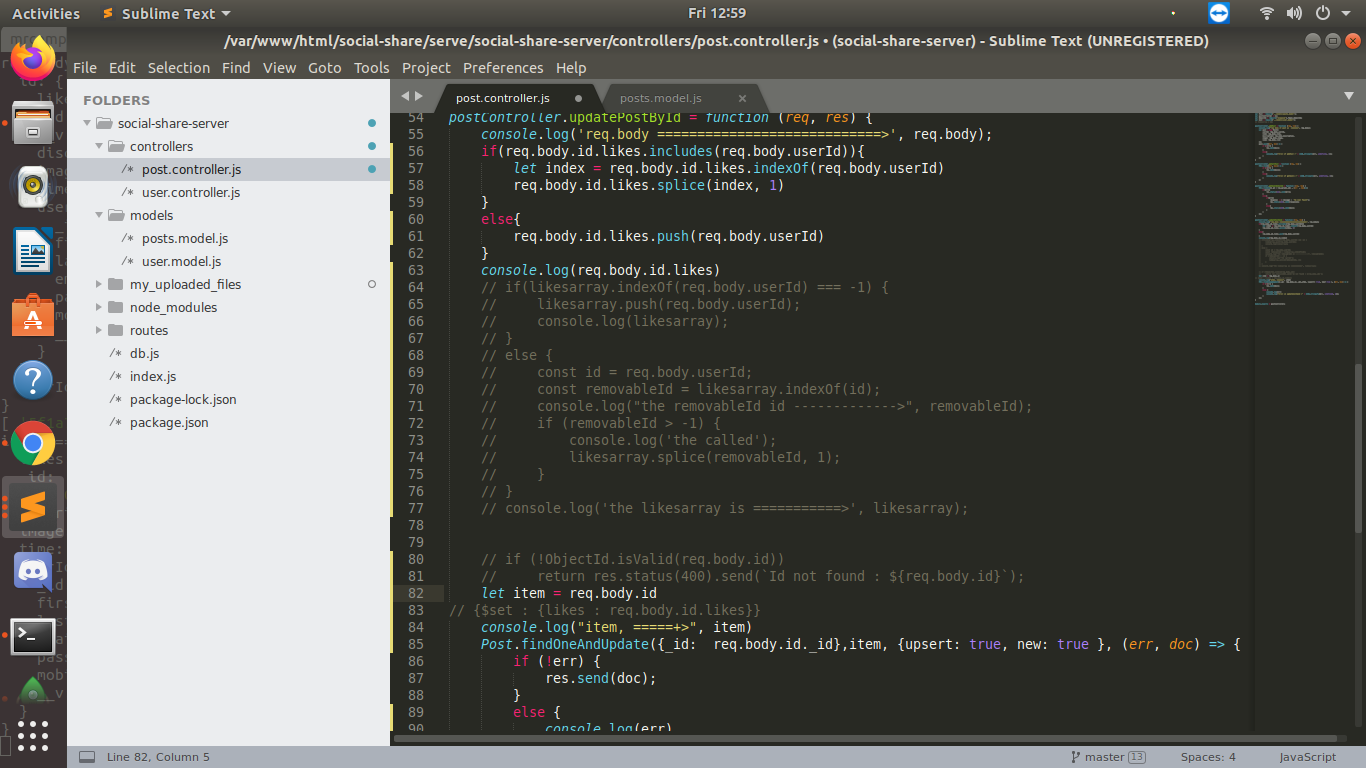 Activities
Sublime Text
Fri 12:59
/var/www/html/social-share/serve/social-share-server/controllers/post.controller.js • (social-share-server) - Sublime Text (UNREGISTERED)
File Edit Selection Find View Goto Tools Project Preferences Help
FOLDERS
social-share-server
controllers
/* post.controller.js
/* user.controller.js
models
/* posts.model.js
/* user.model.js
my_uploaded_files
node_modules
routes
/* db.js
/* index.js
/* package-lock.json
/* package.json
post.controller.js
posts.model.js
54 postController.updatePostById = function (req, res) {
55 console.log('req.body ============================>', req.body);
56 if(req.body.id.likes.includes(req.body.userId)){
57 let index = req.body.id.likes.indexOf(req.body.userId)
58 req.body.id.likes.splice(index, 1)
59 }
60 else{
61 req.body.id.likes.push(req.body.userId)
62 }
63 console.log(req.body.id.likes)
64 // if(likesarray.indexOf(req.body.userId) === -1) {
65 // likesarray.push(req.body.userId);
66 // console.log(likesarray);
67 // }
68 // else {
69 // const id = req.body.userId;
70 // const removableId = likesarray.indexOf(id);
71 // console.log("the removableId id ------------->", removableId);
72 // if (removableId > -1) {
73 // console.log('the called');
74 // likesarray.splice(removableId, 1);
75 // }
76 // }
77 // console.log('the likesarray is ===========>', likesarray);
78
79
80 // if (!ObjectId.isValid(req.body.id))
81 // return res.status(400).send(`Id not found : ${req.body.id}`);
82 let item = req.body.id
83 // {$set : {likes : req.body.id.likes}}
84 console.log("item, =====+>", item)
85 Post.findOneAndUpdate({_id: req.body.id._id},item, {upsert: true, new: true }, (err, doc) => {
86 if (!err) {
87 res.send(doc);
88 }
89 else {
90 console.log(err)
Line 82, Column 5
master 13
Spaces: 4
JavaScript